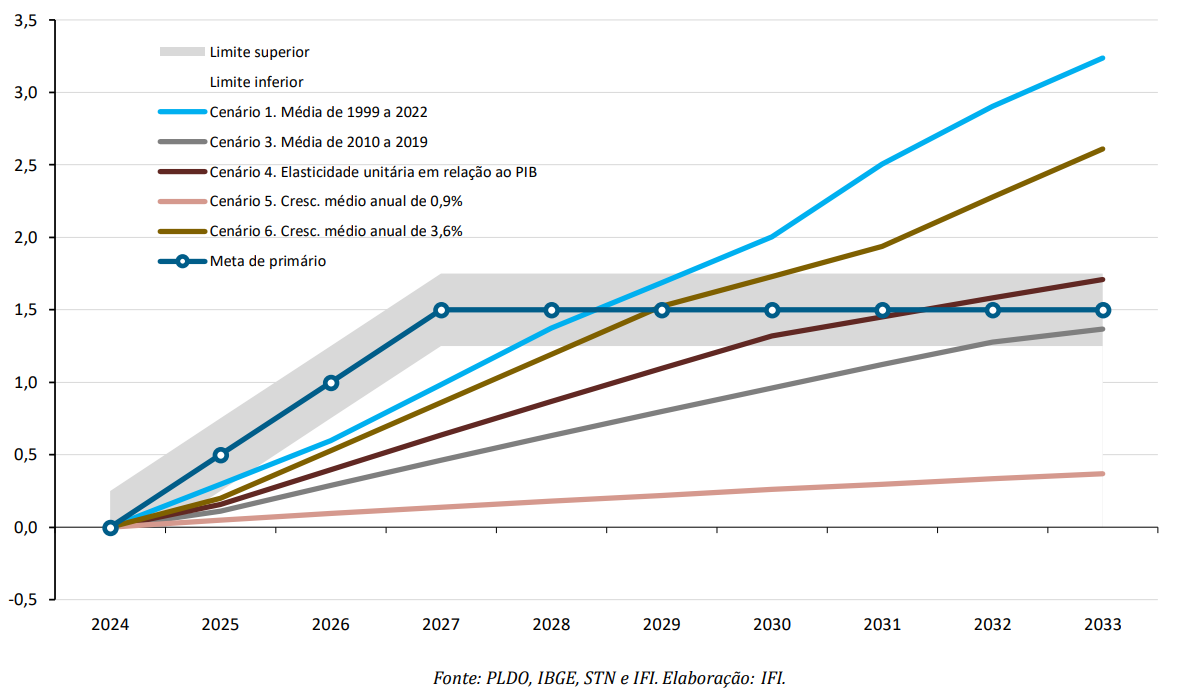 3,5
3,0
2,5
2,0
1,5
1,0
0,5
0,0
-0,5
Limite superior
Limite inferior
Cenário 1. Média de 1999 a 2022
Cenário 3. Média de 2010 a 2019
Cenário 4. Elasticidade unitária em relação ao PIB
Cenário 5. Cresc. médio anual de 0,9%
Cenário 6. Cresc. médio anual de 3,6%
Meta de primário
2024 2025 2026 2027 2028 2029 2030 2031 2032 2033
Fonte: PLDO, IBGE, STN e IFI. Elaboração: IFI.